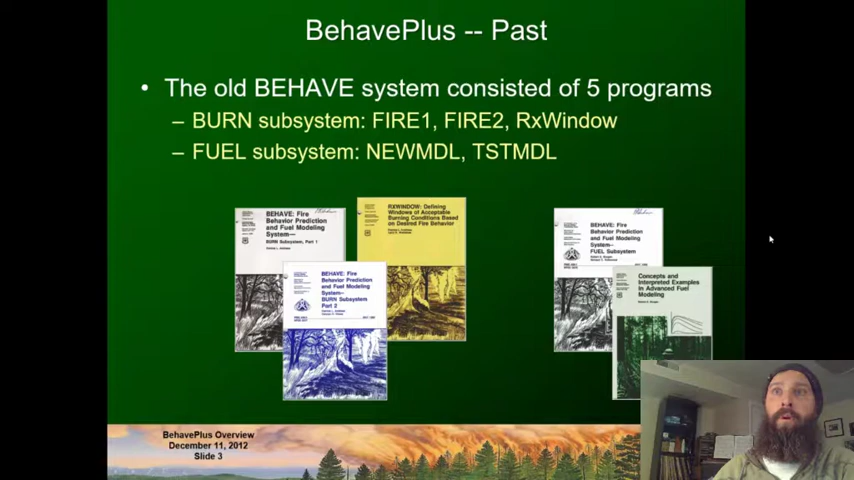 BehavePlus -- Past
• The old BEHAVE system consisted of 5 programs
– BURN subsystem: FIRE1, FIRE2, RxWindow
– FUEL subsystem: NEWMDL, TSTMDL
BEHAVE: Fire
Behavior Prediction
and Fuel Modeling
System—
BURN Subsystem, Part 1
RXWINDOW: Defining
Windows of Acceptable
Burning Conditions Based
on Desired Fire Behavior
BEHAVE: Fire
Behavior Prediction
and Fuel Modeling
System—
BURN Subsystem
Part 2
BEHAVE: Fire
Behavior Prediction
and Fuel Modeling
System—
FUEL Subsystem
Concepts and
Interpreted Examples
in Advanced Fuel
Modeling
BehavePlus Overview
December 11, 2012
Slide 3